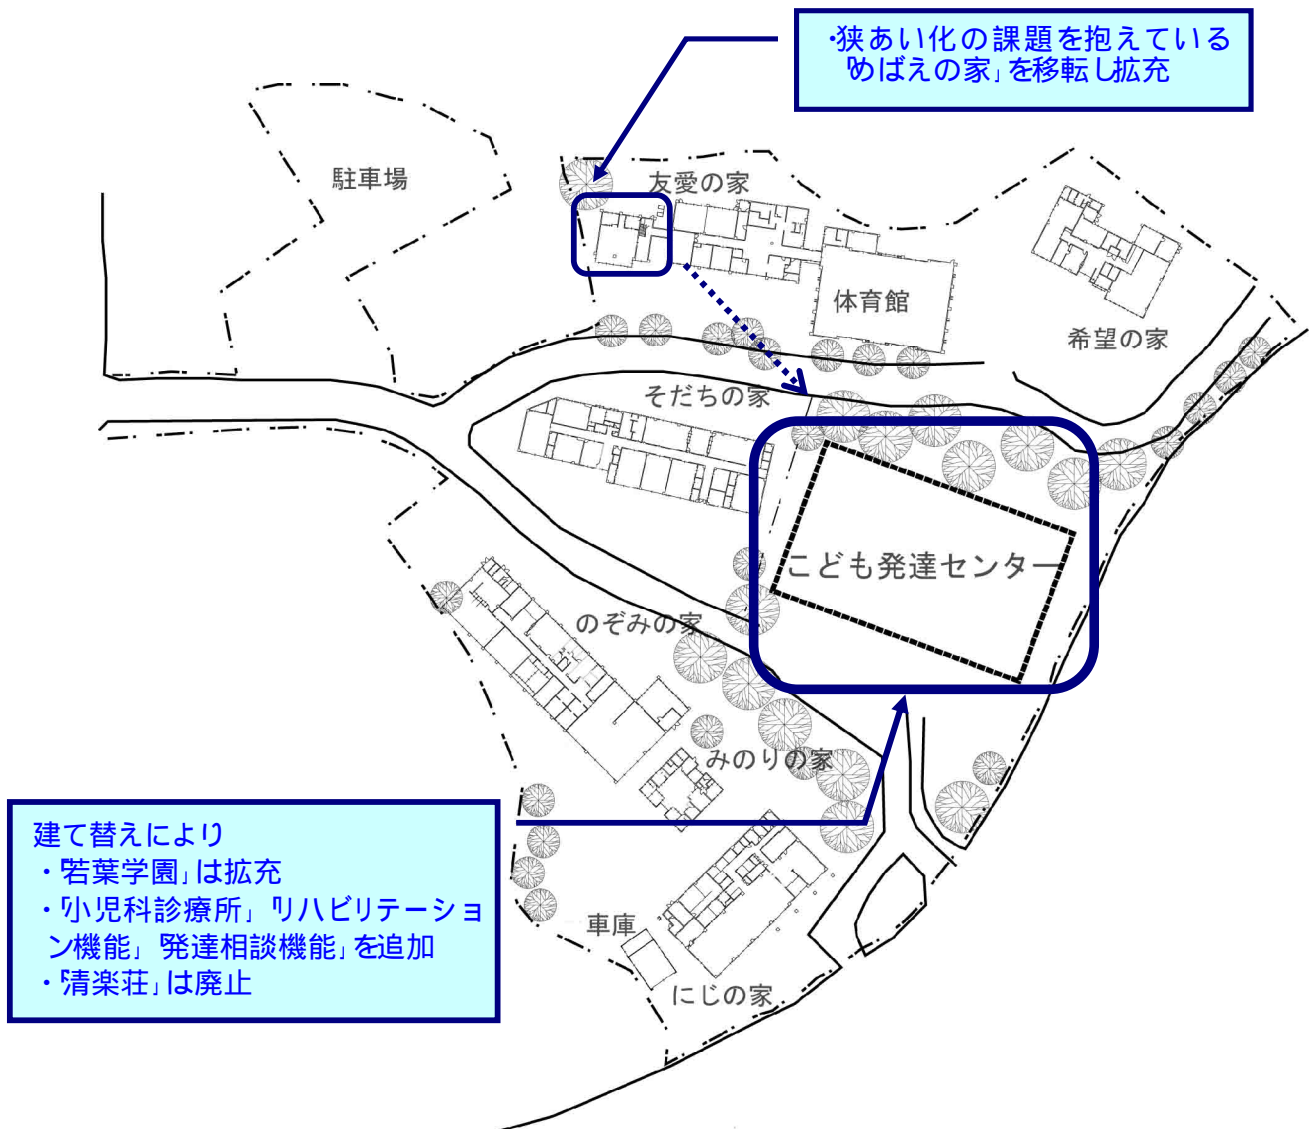 ・狭あい化の課題を抱えている
「めばえの家」を移転し拡充
駐車場
友愛の家
体育館
希望の家
そだちの家
こども発達センター
のぞみの家
みのりの家
車庫
にじの家
建て替えにより
・「若葉学園」は拡充
・「小児科診療所」「リハビリテーショ
ン機能」「発達相談機能」を追加
・「清楽荘」は廃止